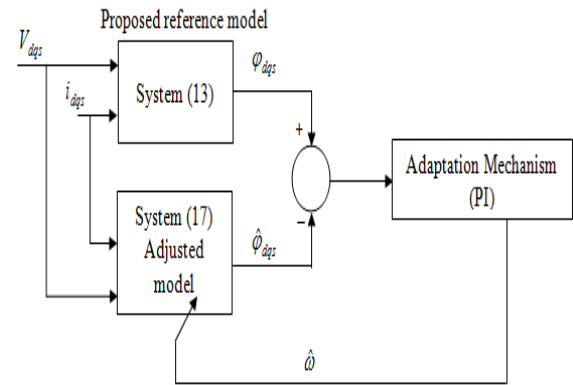 Proposed reference model
V_dqs
i_dqs
System (13)
φ_dqs
+
Adaptation Mechanism
(PI)
−
System (17)
Adjusted
model
φ̂_dqs
ω̂